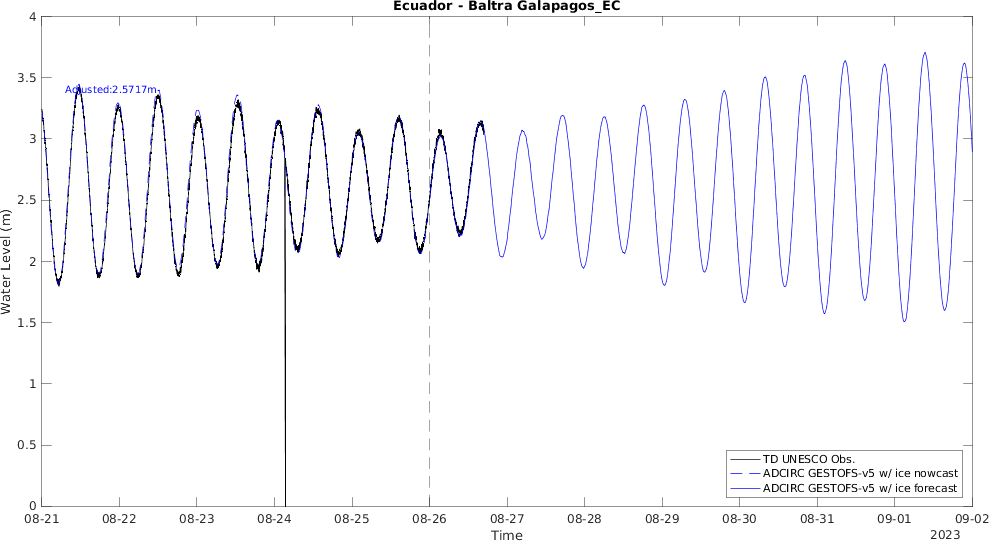 Ecuador - Baltra Galapagos_EC
4
3.5
3
2.5
2
1.5
1
0.5
0
Water Level (m)
Adjusted:2.5717m
TD UNESCO Obs.
ADCIRC GESTOFS-v5 w/ ice nowcast
ADCIRC GESTOFS-v5 w/ ice forecast
08-21 08-22 08-23 08-24 08-25 08-26 08-27 08-28 08-29 08-30 08-31 09-01 09-02
Time
2023